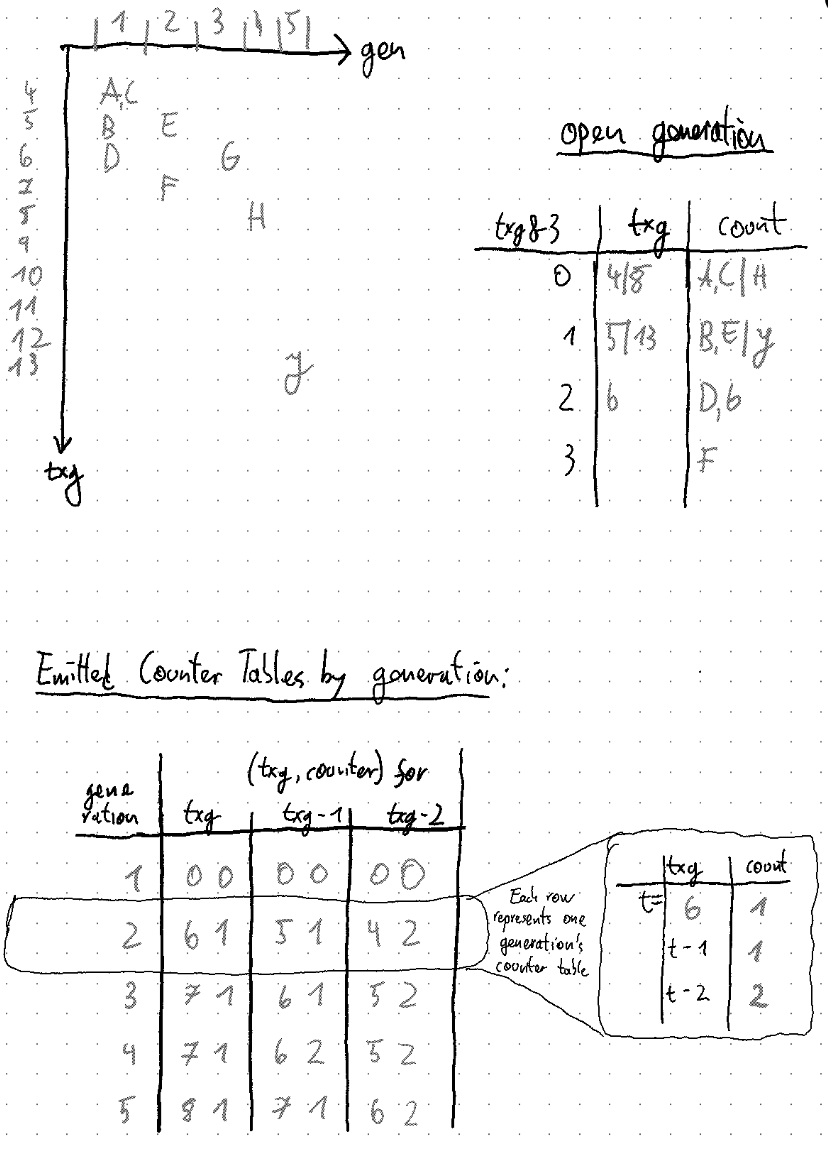 1 2 3 4 5
gen
4 A,C
5 B E
6 D G
7 F
8 H
9
10
11
12
13 y
txg
open generation
txg&3 txg count
0 4/8 A,C/H
1 5/13 B,E/y
2 6 D,G
3 F
Emitted Counter Tables by generation:
(txg, counter) for
gene
ration txg txg-1 txg-2
1 0 0 0 0 0 0
2 6 1 5 1 4 2
3 7 1 6 1 5 2
4 7 1 6 2 5 2
5 8 1 7 1 6 2
Each row
represents one
generation's
counter table
txg count
t= 6 1
t-1 1
t-2 2